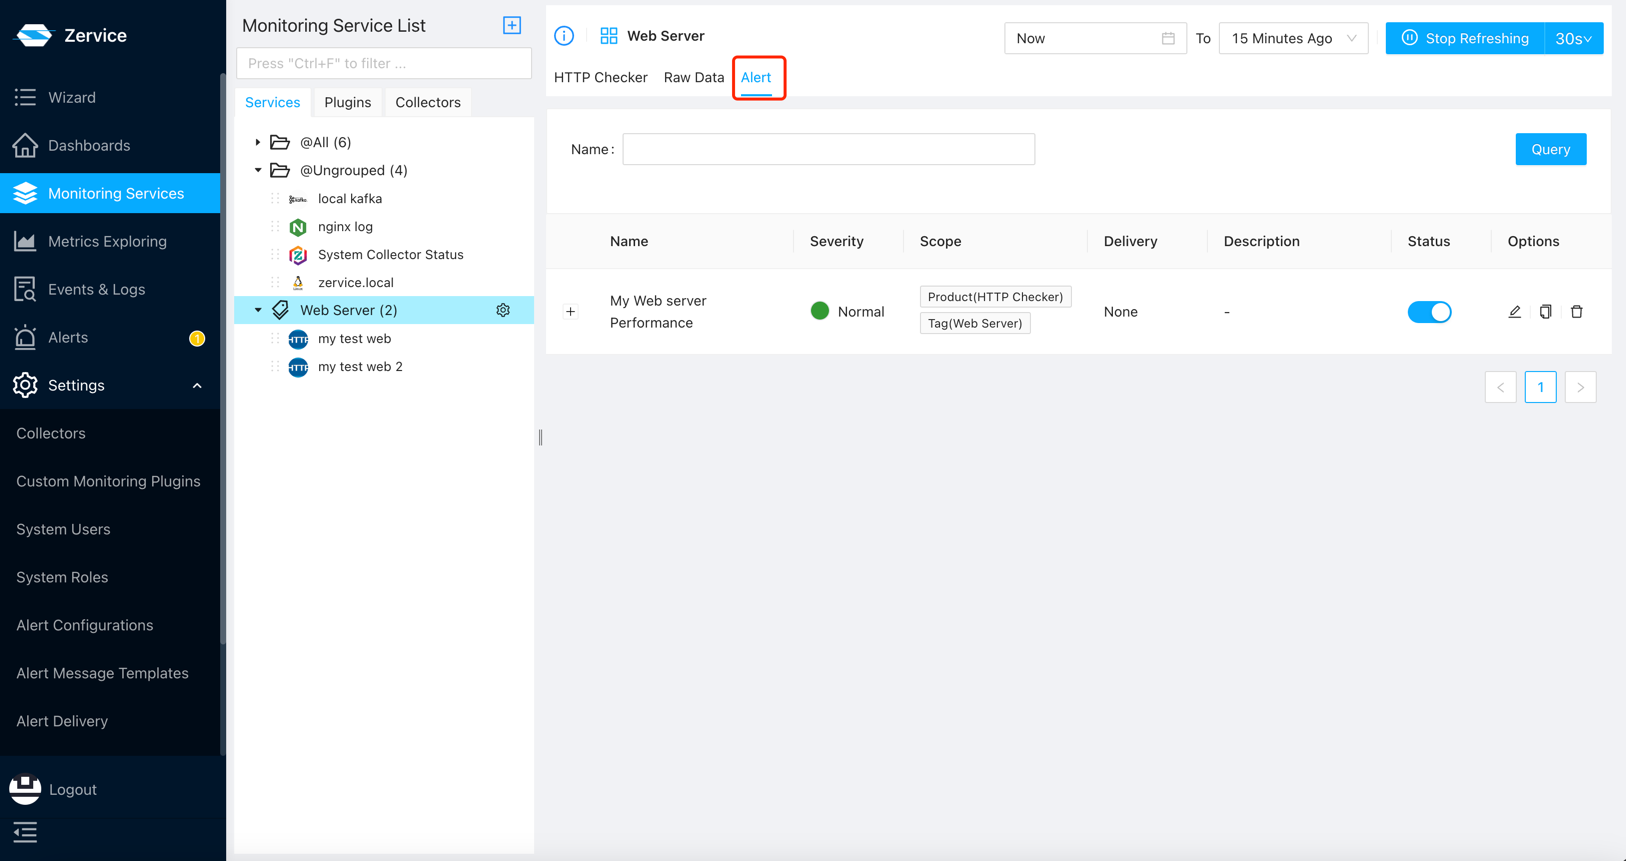 Zervice
Wizard
Dashboards
Monitoring Services
Metrics Exploring
Events & Logs
Alerts
1
Settings
Collectors
Custom Monitoring Plugins
System Users
System Roles
Alert Configurations
Alert Message Templates
Alert Delivery
Logout
Monitoring Service List
Press "Ctrl+F" to filter ...
Services Plugins Collectors
@All (6)
@Ungrouped (4)
local kafka
nginx log
System Collector Status
zervice.local
Web Server (2)
HTTP my test web
HTTP my test web 2
Web Server
Now To 15 Minutes Ago Stop Refreshing 30s
HTTP Checker Raw Data Alert
Name :
Query
Name Severity Scope Delivery Description Status Options
My Web server
Performance
Normal
Product(HTTP Checker)
Tag(Web Server)
None
-
1